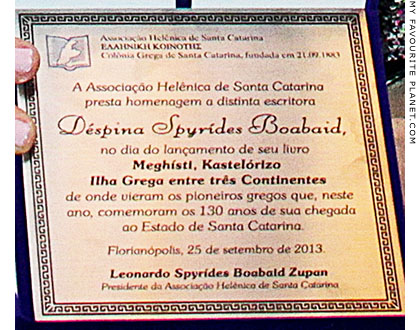 Associação Helênica de Santa Catarina
ΕΛΛΗΝΙΚΗ ΚΟΙΝΟΤΗΣ
Colônia Grega de Santa Catarina, fundada em 21.09.1883
A Associação Helênica de Santa Catarina
presta homenagem a distinta escritora
Déspina Spyrídes Boabaid,
no dia do lançamento de seu livro
Meghísti, Kastelórizo
Ilha Grega entre três Continentes
de onde vieram os pioneiros gregos que, neste
ano, comemoram os 130 anos de sua chegada
ao Estado de Santa Catarina.
Florianópolis, 25 de setembro de 2013.
Leonardo Spyrídes Boabaid Zupan
Presidente da Associação Helênica de Santa Catarina
MY FAVOURITE PLANET.COM